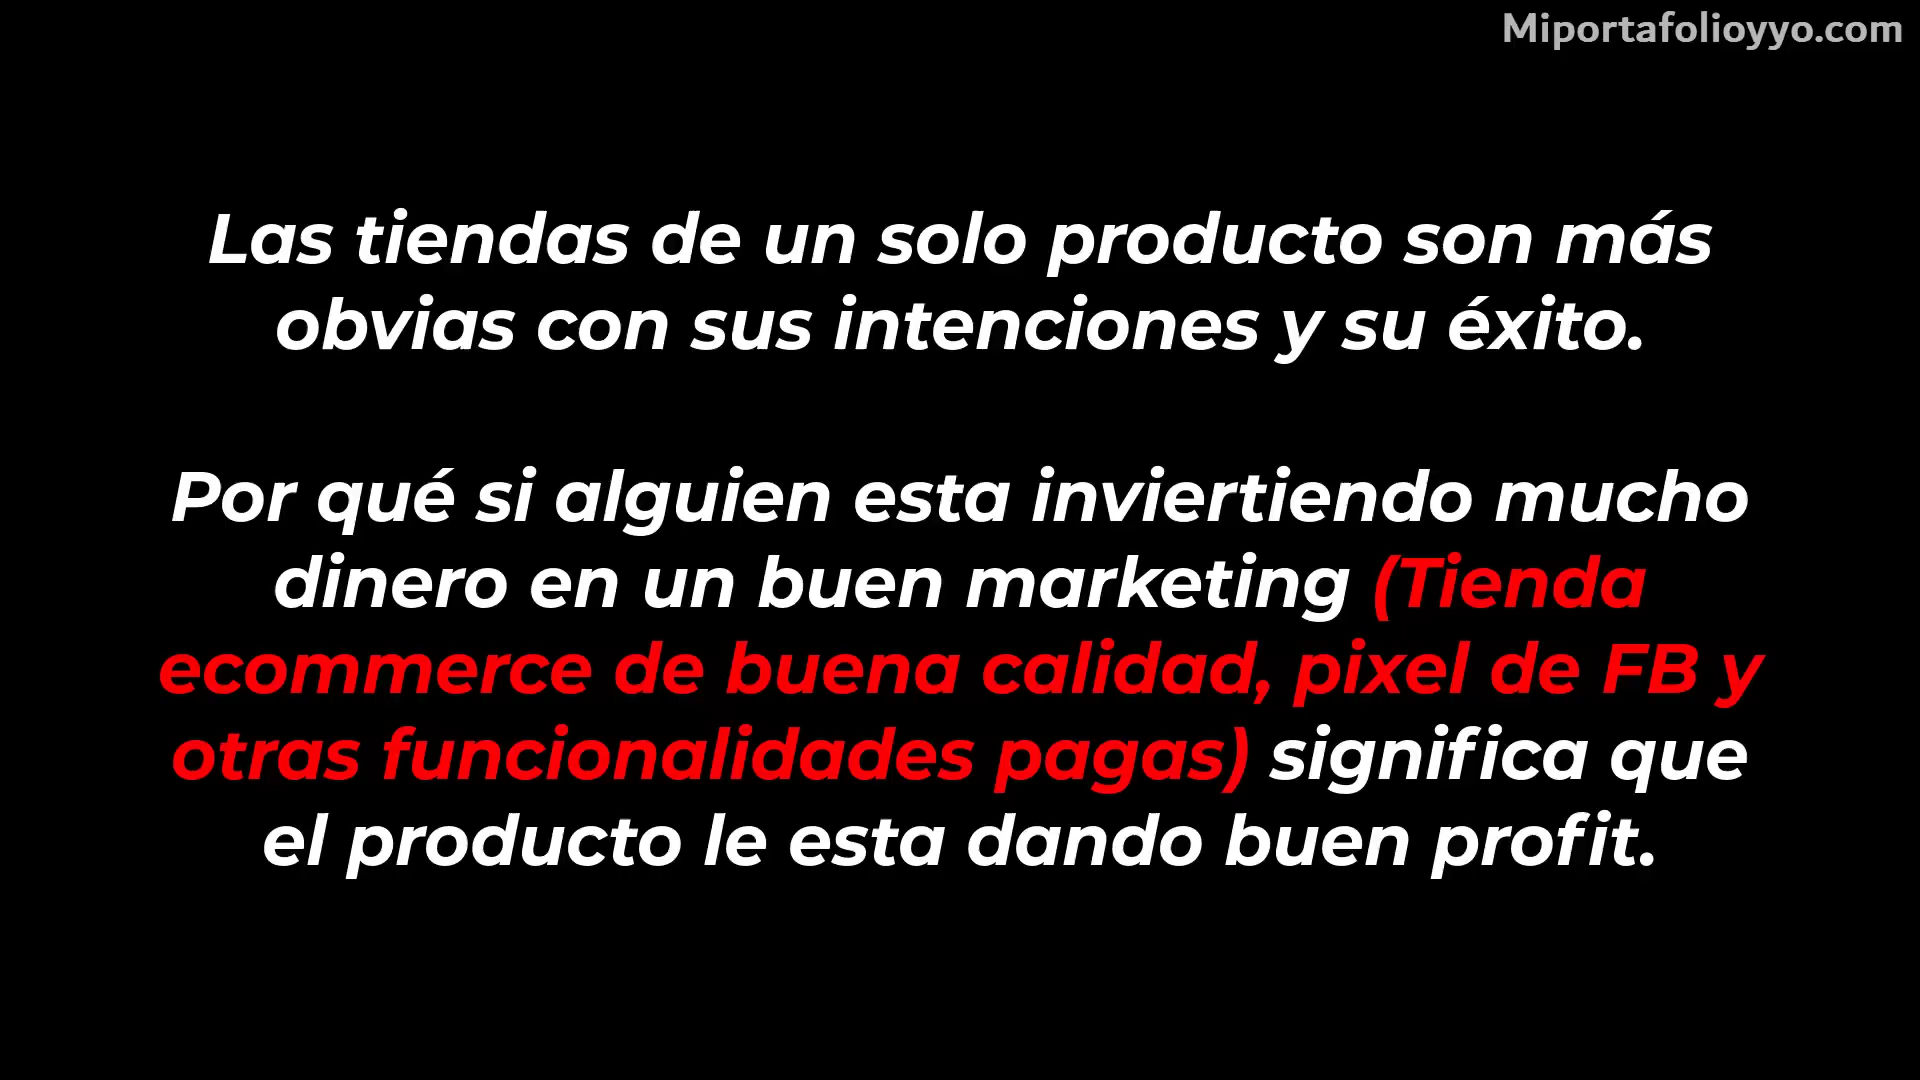 Miportafolioyyo.com
Las tiendas de un solo producto son más
obvias con sus intenciones y su éxito.
Por qué si alguien esta inviertiendo mucho
dinero en un buen marketing (Tienda
ecommerce de buena calidad, pixel de FB y
otras funcionalidades pagas) significa que
el producto le esta dando buen profit.